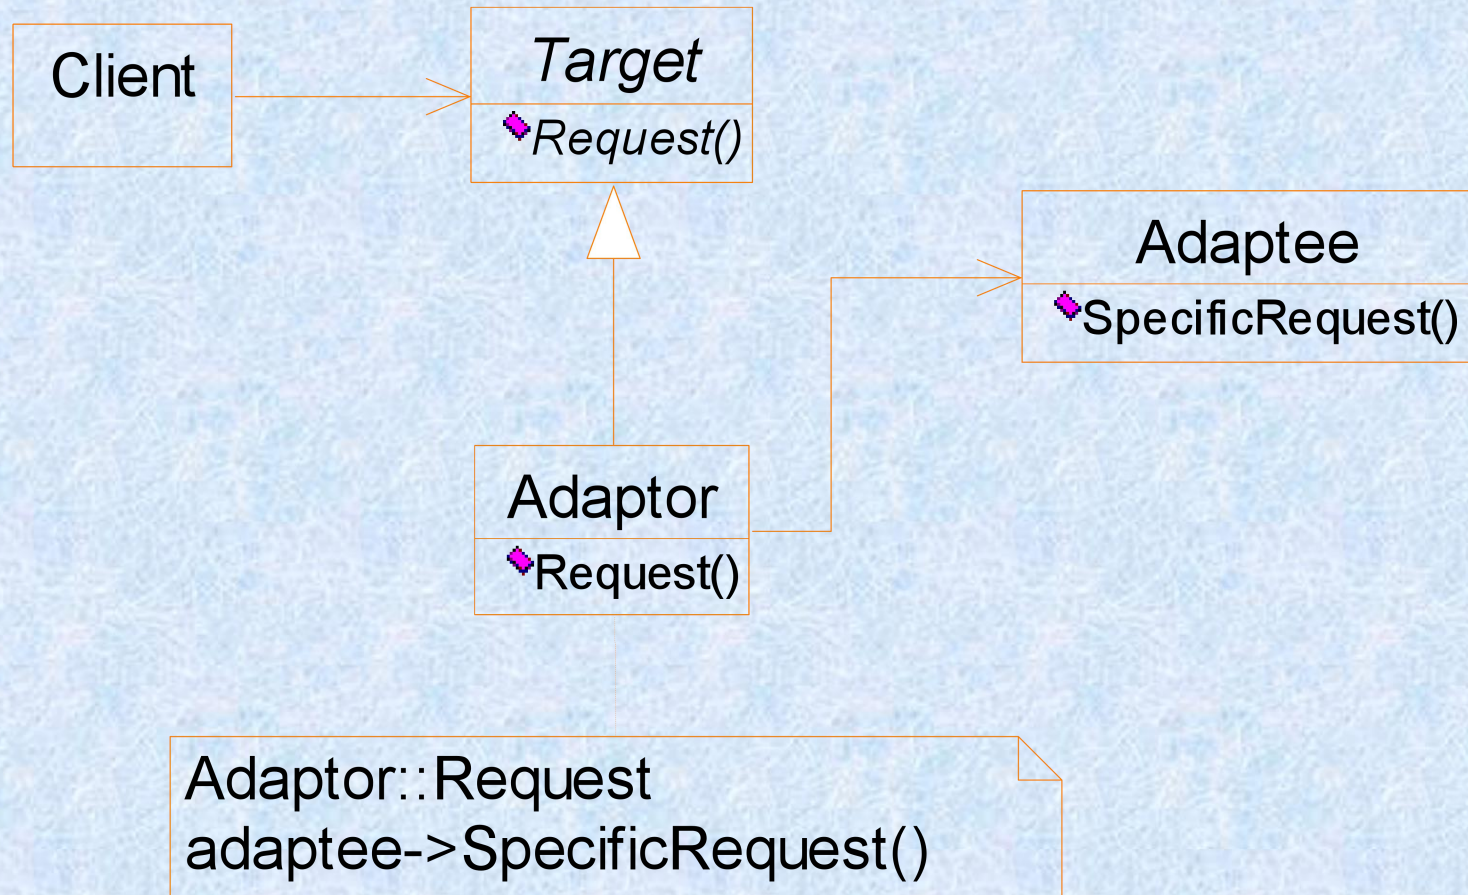 Client
Target
Request()
Adaptee
SpecificRequest()
Adaptor
Request()
Adaptor::Request
adaptee->SpecificRequest()